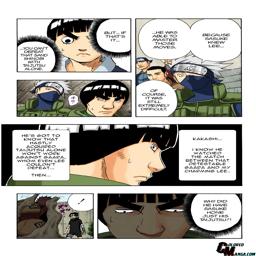 BECAUSE
SASUKE
KNEW
LEE...
...HE WAS
ABLE TO
MASTER
THOSE
MOVES.
OF
COURSE,
IT WAS
STILL
EXTREMELY
DIFFICULT.
BUT... IF
...YOU CAN'T
DEFEAT
THAT SAND
SHINOBI
WITH
TAIJUTSU
ALONE.
KAKASHI...
I KNOW HE
WATCHED
THE MATCH
BETWEEN THAT
DETESTABLE
GAARA AND MY
CHARMING LEE.
HE'S GOT TO
KNOW THAT
HASTILY
ACQUIRED
TAIJUTSU ALONE
WON'T WORK
AGAINST GAARA,
WHOM EVEN LEE
COULDN'T
DEFEAT...
THEN...
WHY DID
HE HAVE
SASUKE
HONE
JUST HIS
TAIJUTSU?
COLORED
MANGA.COM